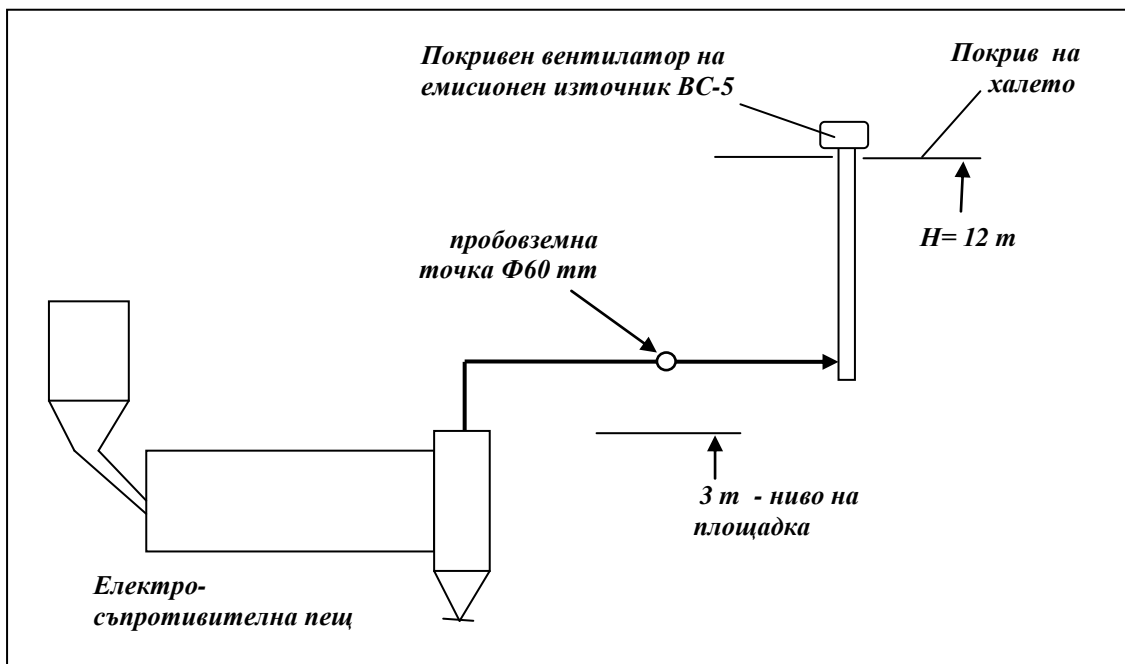 Покривен вентилатор на
емисионен източник ВС-5
Покрив на
халето
Н= 12 m
пробовземна
точка Ф60 mm
3 m - ниво на
площадка
Електро-
съпротивителна пещ